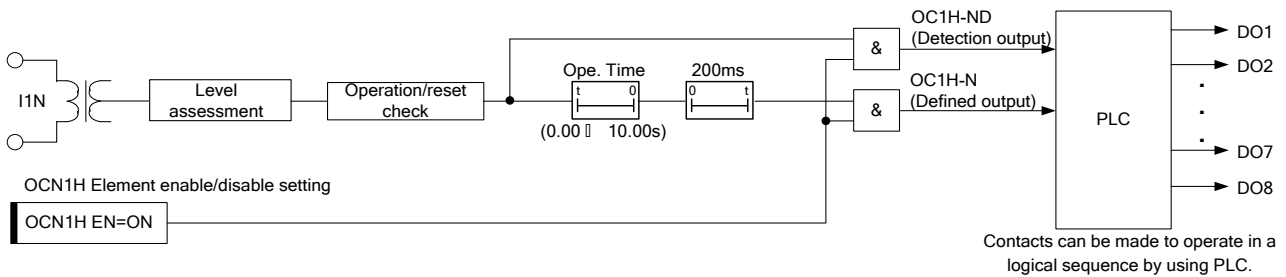 OC1H-ND
(Detection output)
DO1
&
Ope. Time
200ms
DO2
Level
assessment
Operation/reset
check
t 0
0 t
OC1H-N
(Defined output)
I1N
&
PLC
(0.00 ▯ 10.00s)
DO7
OCN1H Element enable/disable setting
DO8
OCN1H EN=ON
Contacts can be made to operate in a
logical sequence by using PLC.